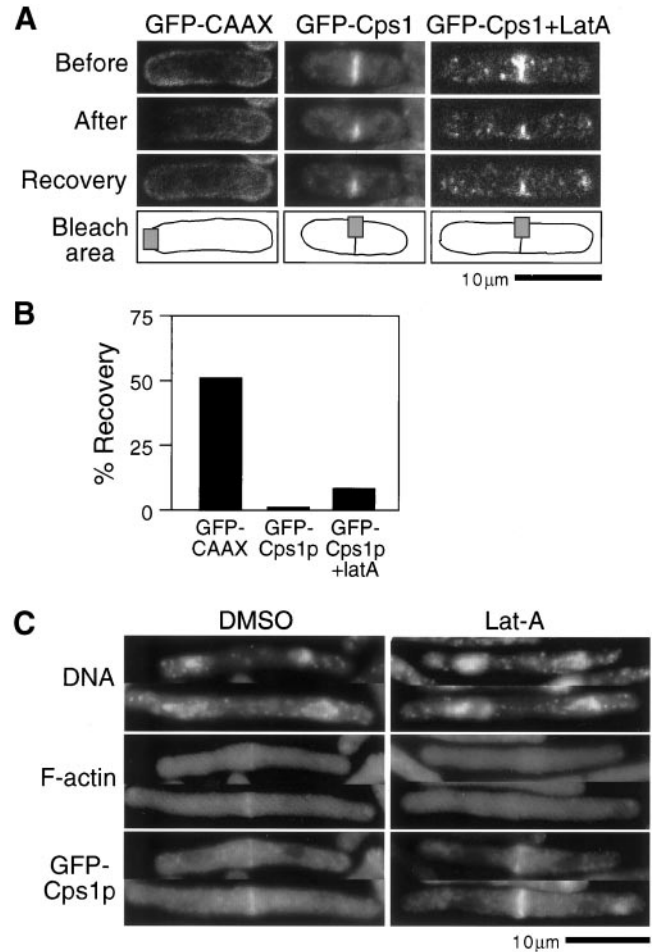 A
GFP-CAAX GFP-Cps1 GFP-Cps1+LatA
Before
After
Recovery
Bleach
area
10μm
B
% Recovery
75
50
25
0
GFP-
CAAX
GFP-
Cps1p
GFP-
Cps1p
+latA
C
DMSO Lat-A
DNA
F-actin
GFP-
Cps1p
10μm